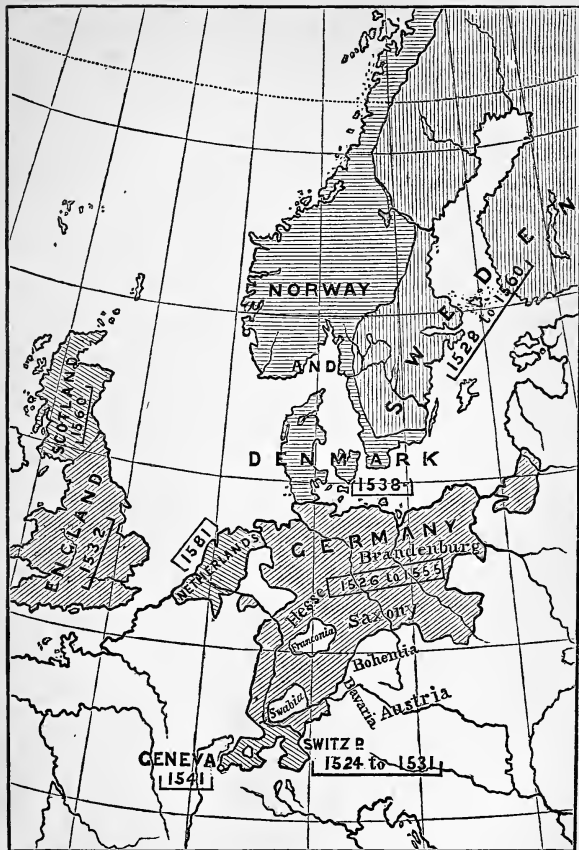 NORWAY
AND
DENMARK
1538
SWEDEN
1528 to 1560
SCOTLAND
1560
ENGLAND
1532
1581
NETHERLANDS
GERMANY
Brandenburg
1526 to 1555
Hesse
Saxony
Franconia
Bohemia
Swabia
Bavaria
Austria
SWITZD
1524 to 1531
GENEVA
1541